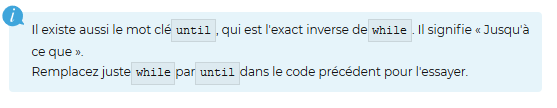 Il existe aussi le mot clé until, qui est l'exact inverse de while. Il signifie « Jusqu'à
ce que ».
Remplacez juste while par until dans le code précédent pour l'essayer.